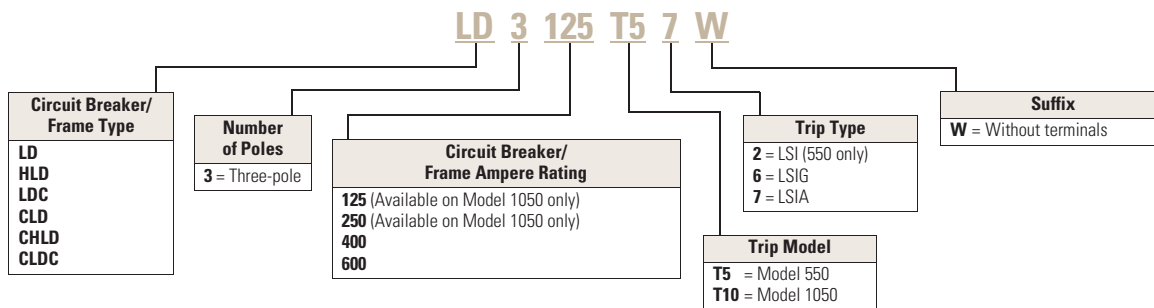 LD 3 125 T5 7 W
Circuit Breaker/
Frame Type
LD
HLD
LDC
CLD
CHLD
CLDC
Number
of Poles
3 = Three-pole
Circuit Breaker/
Frame Ampere Rating
125 (Available on Model 1050 only)
250 (Available on Model 1050 only)
400
600
Trip Model
T5 = Model 550
T10 = Model 1050
Trip Type
2 = LSI (550 only)
6 = LSIG
7 = LSIA
Suffix
W = Without terminals